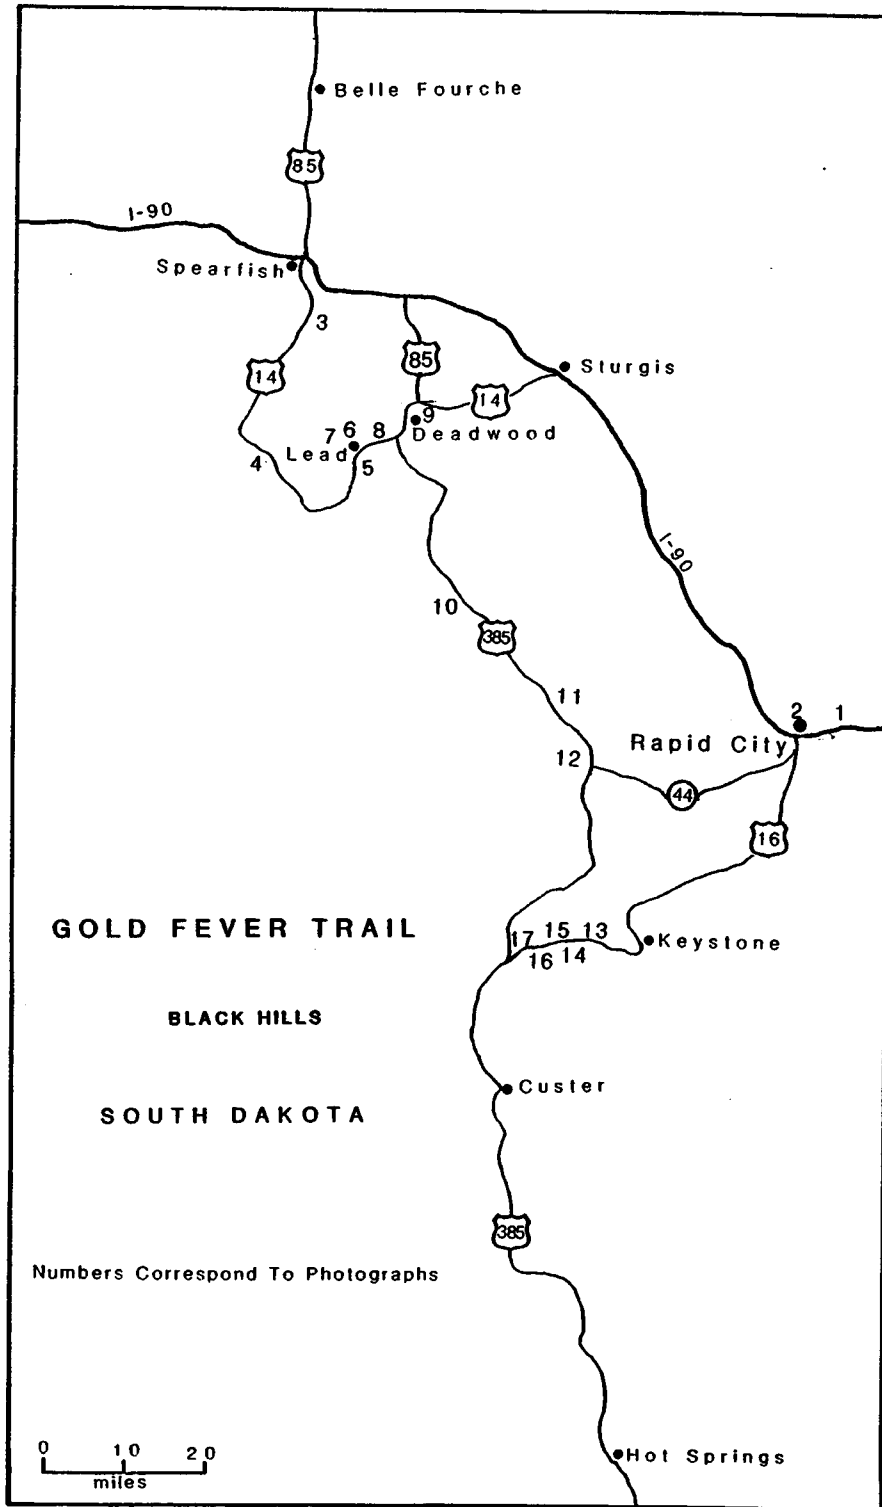 Belle Fourche
85
I-90
Spearfish
3
14
85
Sturgis
14
9
Deadwood
7 6 8
Lead
5
4
I-90
10
385
11
2 1
Rapid City
12
44
16
GOLD FEVER TRAIL
17 15 13
16 14
Keystone
BLACK HILLS
Custer
SOUTH DAKOTA
385
Numbers Correspond To Photographs
0 10 20
miles
Hot Springs